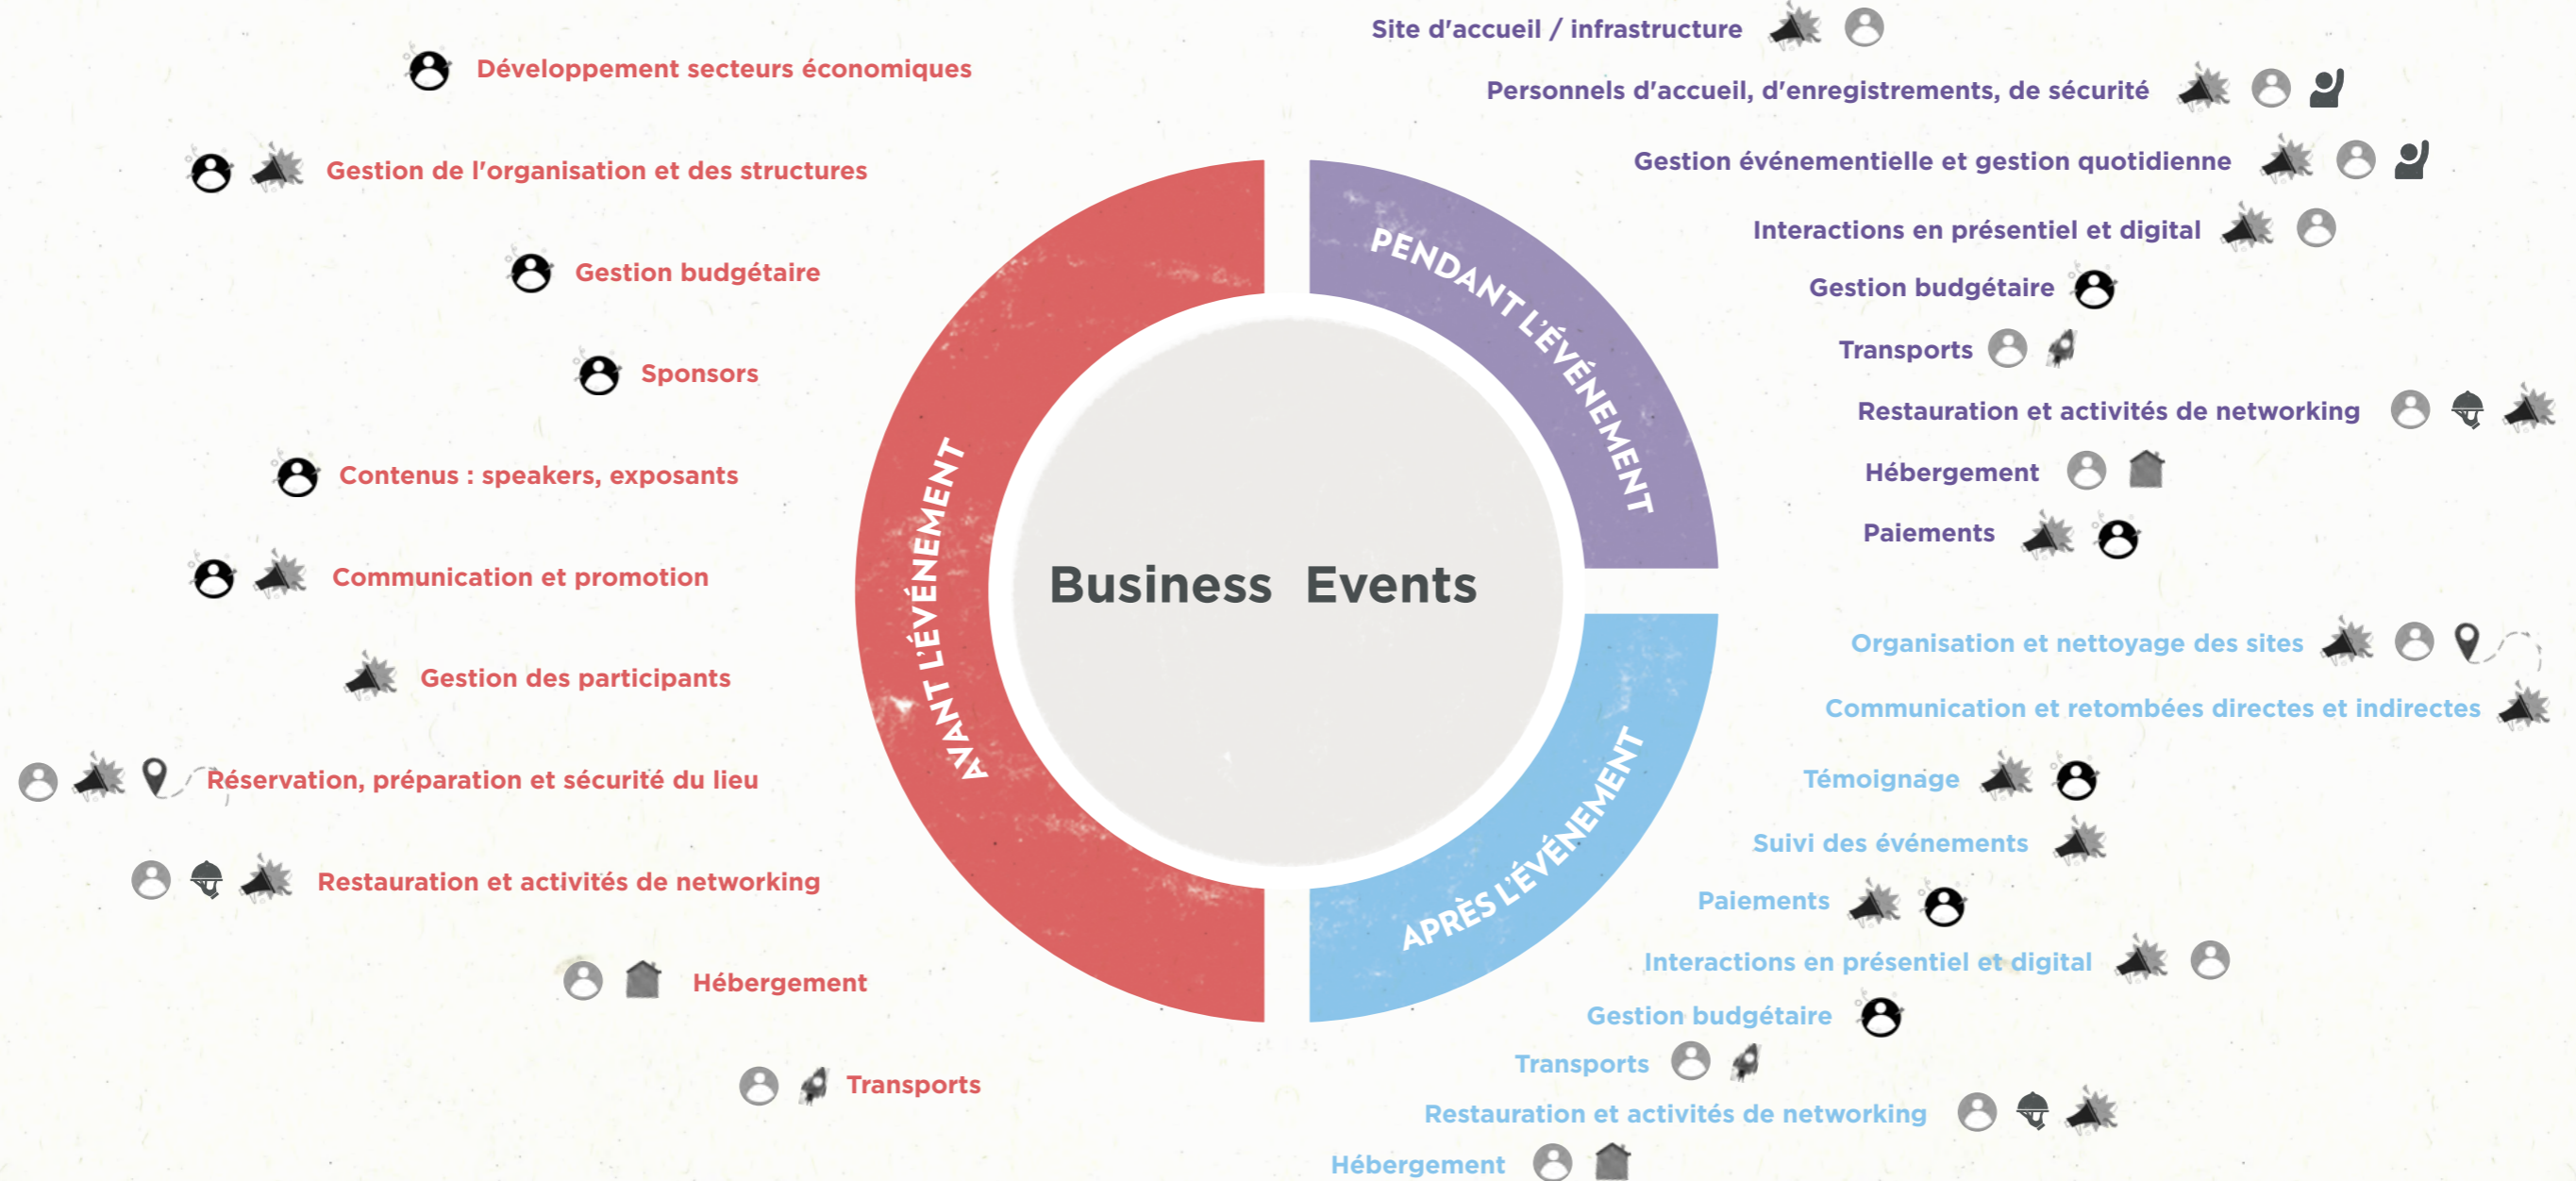 Développement secteurs économiques
Gestion de l'organisation et des structures
Gestion budgétaire
Sponsors
Contenus : speakers, exposants
Communication et promotion
Gestion des participants
Réservation, préparation et sécurité du lieu
Restauration et activités de networking
Hébergement
Transports
AVANT L'ÉVÉNEMENT
Business Events
PENDANT L'ÉVÉNEMENT
Site d'accueil / infrastructure
Personnels d'accueil, d'enregistrements, de sécurité
Gestion événementielle et gestion quotidienne
Interactions en présentiel et digital
Gestion budgétaire
Transports
Restauration et activités de networking
Hébergement
Paiements
APRÈS L'ÉVÉNEMENT
Organisation et nettoyage des sites
Communication et retombées directes et indirectes
Témoignage
Suivi des événements
Paiements
Interactions en présentiel et digital
Gestion budgétaire
Transports
Restauration et activités de networking
Hébergement